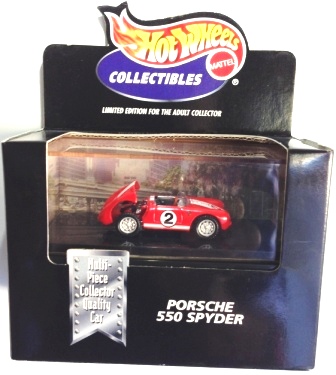 Hot Wheels
MATTEL
COLLECTIBLES
®
LIMITED EDITION FOR THE ADULT COLLECTOR
2
Multi-
Piece
Collector
Quality
Car
PORSCHE
550 SPYDER